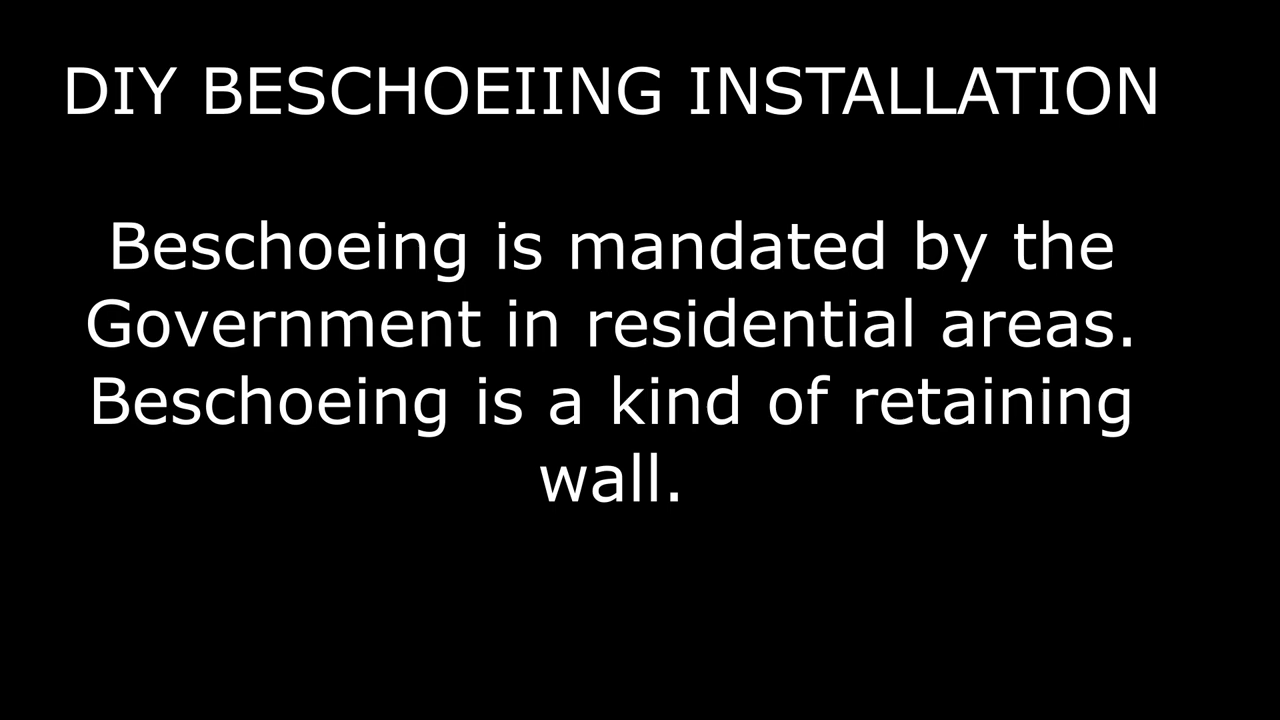 DIY BESCHOEIING INSTALLATION
Beschoeing is mandated by the
Government in residential areas.
Beschoeing is a kind of retaining
wall.